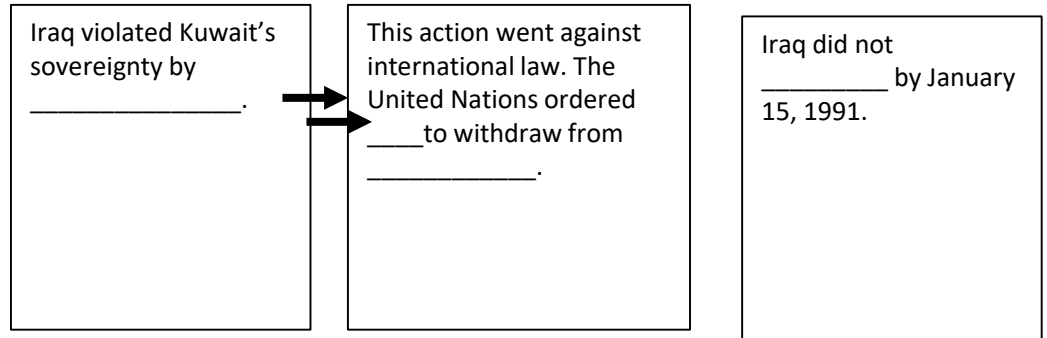 Iraq violated Kuwait's
sovereignty by
_______________.
This action went against
international law. The
United Nations ordered
____to withdraw from
____________.
Iraq did not
_________ by January
15, 1991.